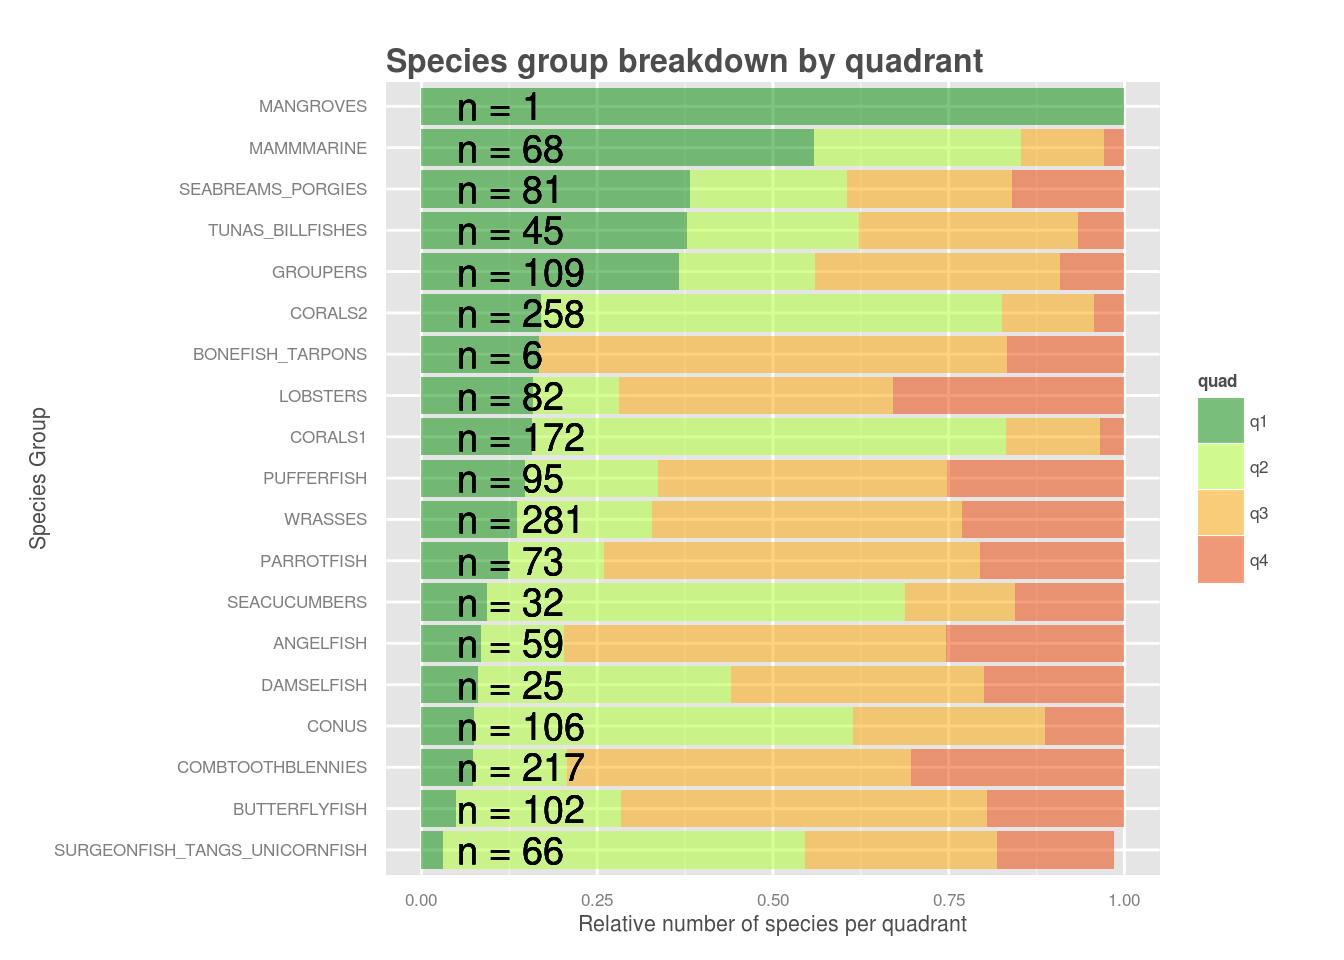 Species group breakdown by quadrant
MANGROVES n = 1
MAMMMARINE n = 68
SEABREAMS_PORGIES n = 81
TUNAS_BILLFISHES n = 45
GROUPERS n = 109
CORALS2 n = 258
BONEFISH_TARPONS n = 6
LOBSTERS n = 82
CORALS1 n = 172
PUFFERFISH n = 95
WRASSES n = 281
PARROTFISH n = 73
SEACUCUMBERS n = 32
ANGELFISH n = 59
DAMSELFISH n = 25
CONUS n = 106
COMBTOOTHBLENNIES n = 217
BUTTERFLYFISH n = 102
SURGEONFISH_TANGS_UNICORNFISH n = 66
0.00 0.25 0.50 0.75 1.00
Relative number of species per quadrant
Species Group
quad
q1
q2
q3
q4